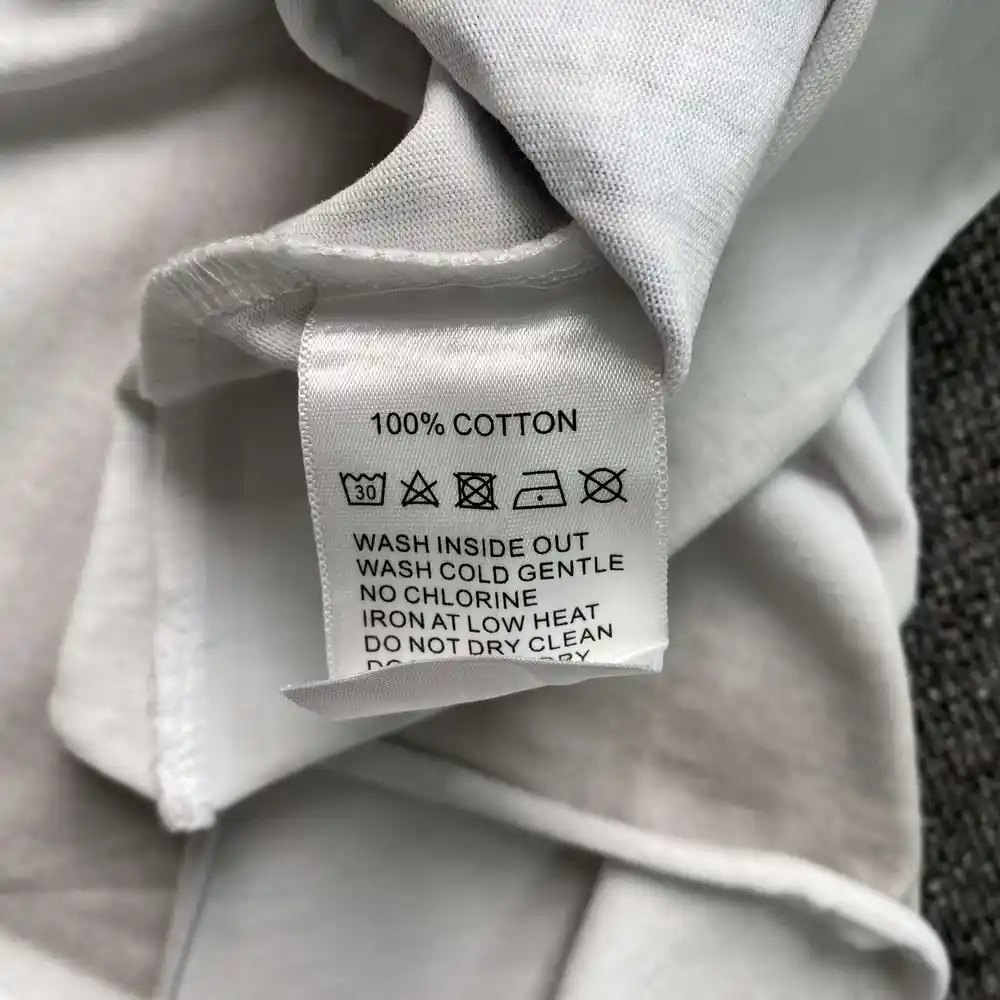 100% COTTON
30
WASH INSIDE OUT
WASH COLD GENTLE
NO CHLORINE
IRON AT LOW HEAT
DO NOT DRY CLEAN